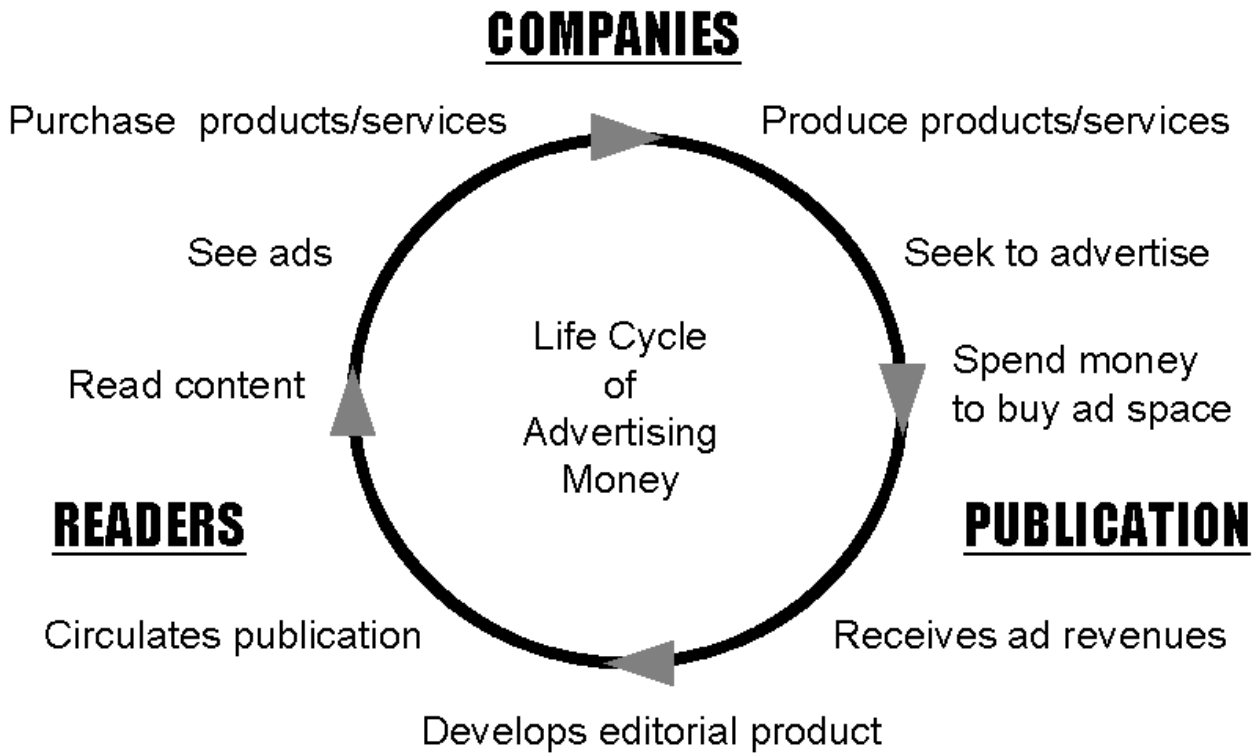 COMPANIES
Purchase products/services
Produce products/services
See ads
Seek to advertise
Life Cycle
of
Advertising
Money
Read content
Spend money
to buy ad space
READERS
PUBLICATION
Circulates publication
Receives ad revenues
Develops editorial product